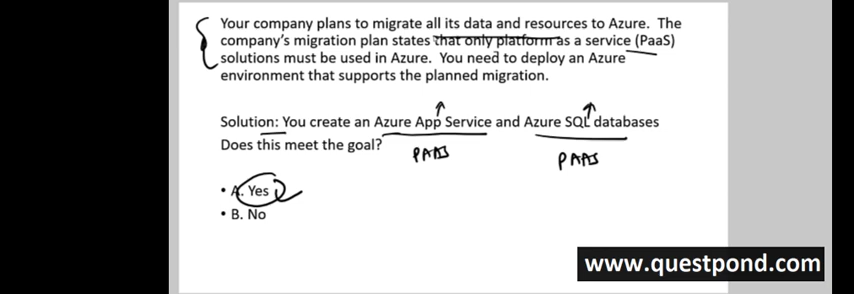 Your company plans to migrate all its data and resources to Azure. The
company's migration plan states that only platform as a service (PaaS)
solutions must be used in Azure. You need to deploy an Azure
environment that supports the planned migration.
Solution: You create an Azure App Service and Azure SQL databases
Does this meet the goal?
PAAS PAAS
• A. Yes
• B. No
www.questpond.com